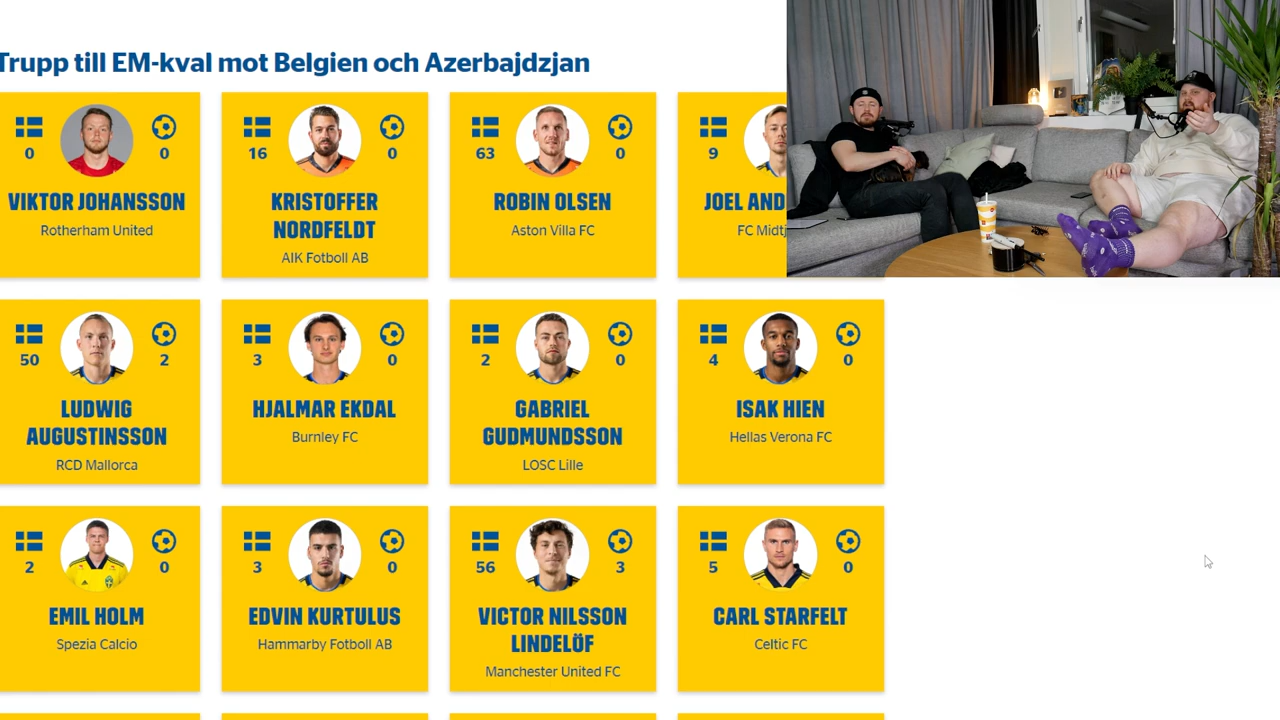 Trupp till EM-kval mot Belgien och Azerbajdzjan
0
0
16
0
63
0
9
VIKTOR JOHANSSON
KRISTOFFER
NORDFELDT
ROBIN OLSEN
JOEL AND
Rotherham United
AIK Fotboll AB
Aston Villa FC
FC Midtj
50
2
3
0
2
0
4
0
LUDWIG
AUGUSTINSSON
HJALMAR EKDAL
GABRIEL
GUDMUNDSSON
ISAK HIEN
RCD Mallorca
Burnley FC
LOSC Lille
Hellas Verona FC
2
0
3
0
56
3
5
0
EMIL HOLM
EDVIN KURTULUS
VICTOR NILSSON
LINDELÖF
CARL STARFELT
Spezia Calcio
Hammarby Fotboll AB
Manchester United FC
Celtic FC